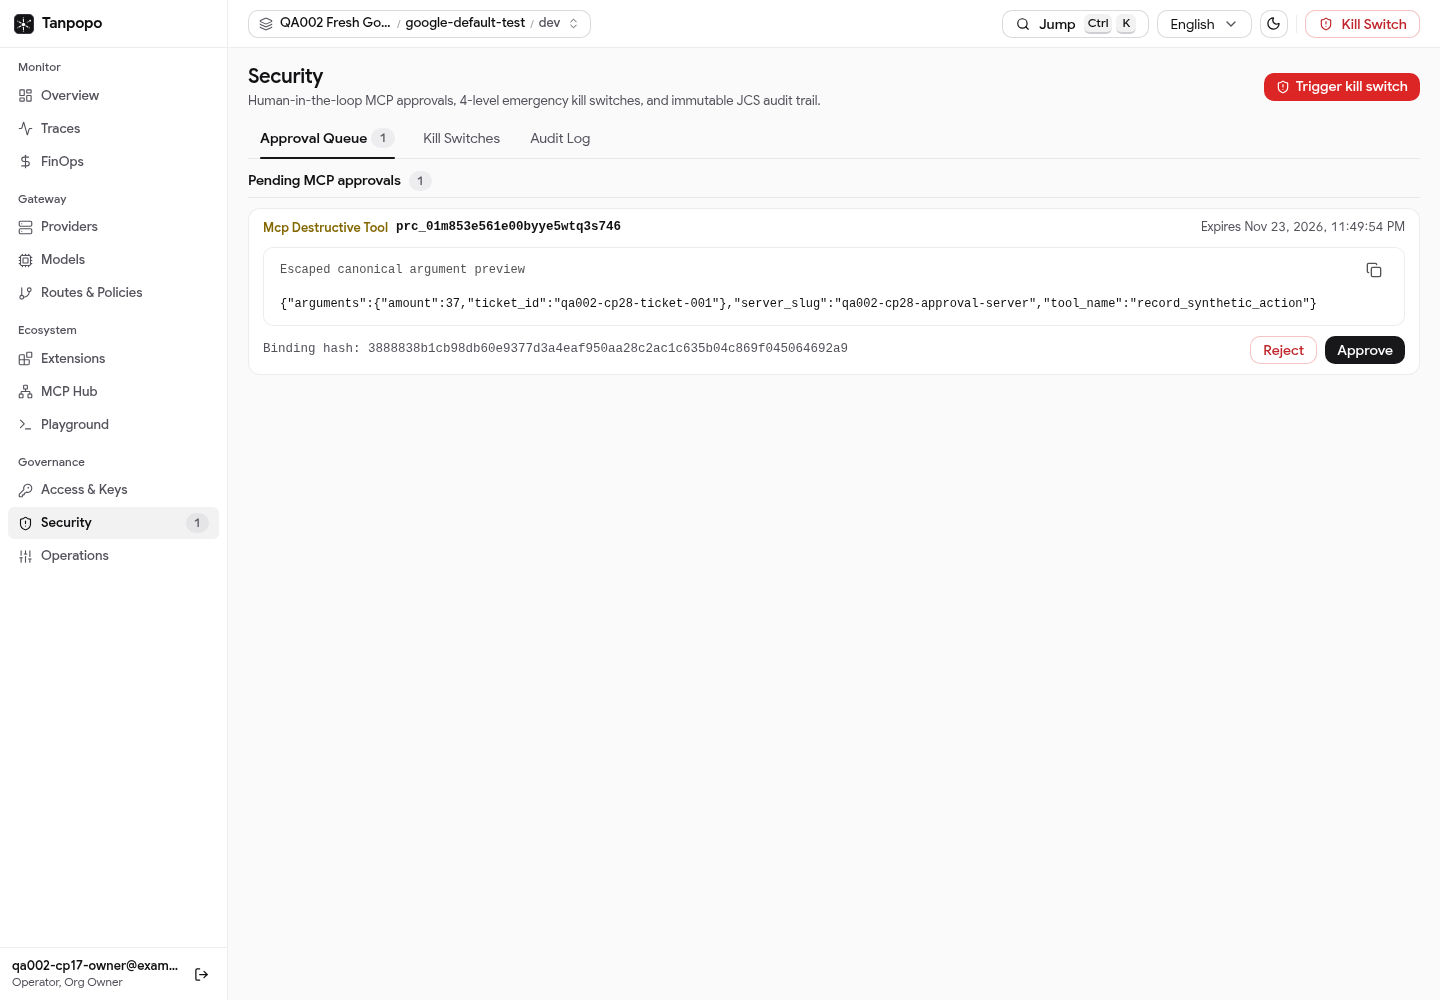 Tanpopo
QA002 Fresh Go... / google-default-test / dev
Jump Ctrl K
English
Kill Switch
Monitor
Overview
Traces
FinOps
Gateway
Providers
Models
Routes & Policies
Ecosystem
Extensions
MCP Hub
Playground
Governance
Access & Keys
Security 1
Operations
qa002-cp17-owner@exam...
Operator, Org Owner
Security
Human-in-the-loop MCP approvals, 4-level emergency kill switches, and immutable JCS audit trail.
Trigger kill switch
Approval Queue 1
Kill Switches
Audit Log
Pending MCP approvals 1
Mcp Destructive Tool prc_01m853e561e00byye5wtq3s746
Expires Nov 23, 2026, 11:49:54 PM
Escaped canonical argument preview
{"arguments":{"amount":37,"ticket_id":"qa002-cp28-ticket-001"},"server_slug":"qa002-cp28-approval-server","tool_name":"record_synthetic_action"}
Binding hash: 3888838b1cb98db60e9377d3a4eaf950aa28c2ac1c635b04c869f045064692a9
Reject
Approve